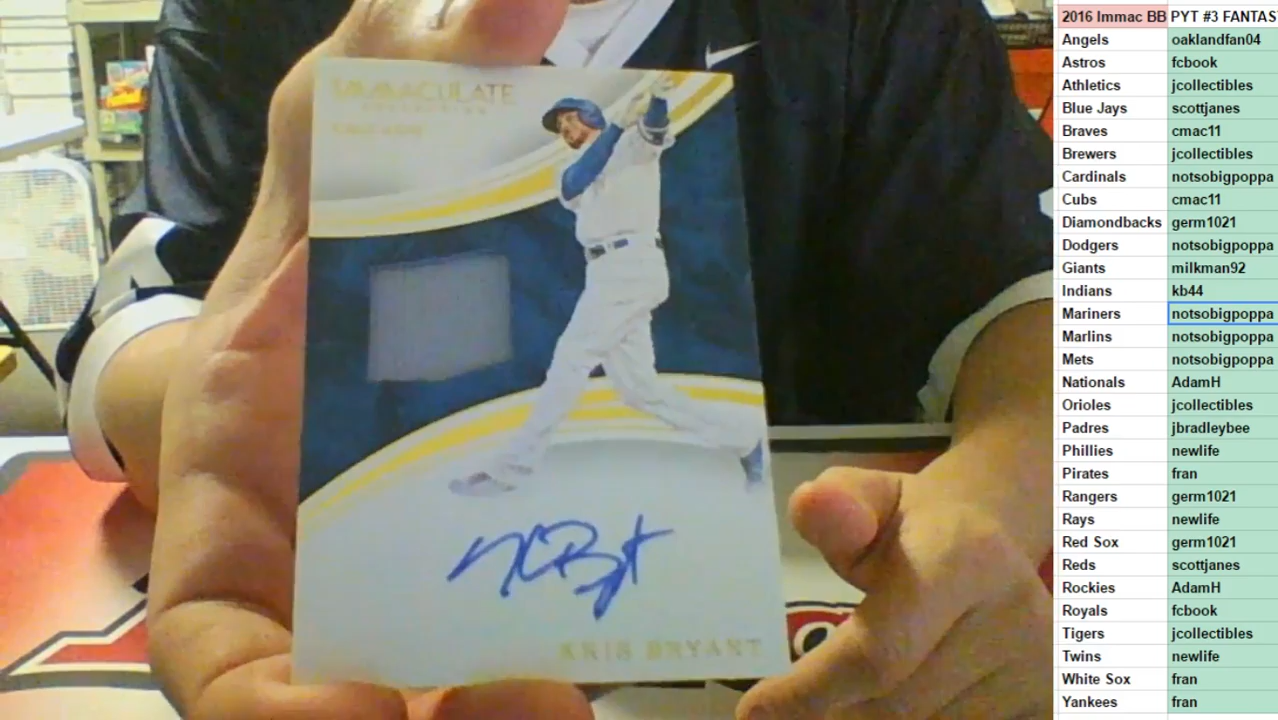 IMMACULATE
COLLECTION
KRIS BRYANT
2016 Immac BB PYT #3 FANTAS
Angels oaklandfan04
Astros fcbook
Athletics jcollectibles
Blue Jays scottjanes
Braves cmac11
Brewers jcollectibles
Cardinals notsobigpoppa
Cubs cmac11
Diamondbacks germ1021
Dodgers notsobigpoppa
Giants milkman92
Indians kb44
Mariners notsobigpoppa
Marlins notsobigpoppa
Mets notsobigpoppa
Nationals AdamH
Orioles jcollectibles
Padres jbradleybee
Phillies newlife
Pirates fran
Rangers germ1021
Rays newlife
Red Sox germ1021
Reds scottjanes
Rockies AdamH
Royals fcbook
Tigers jcollectibles
Twins newlife
White Sox fran
Yankees fran